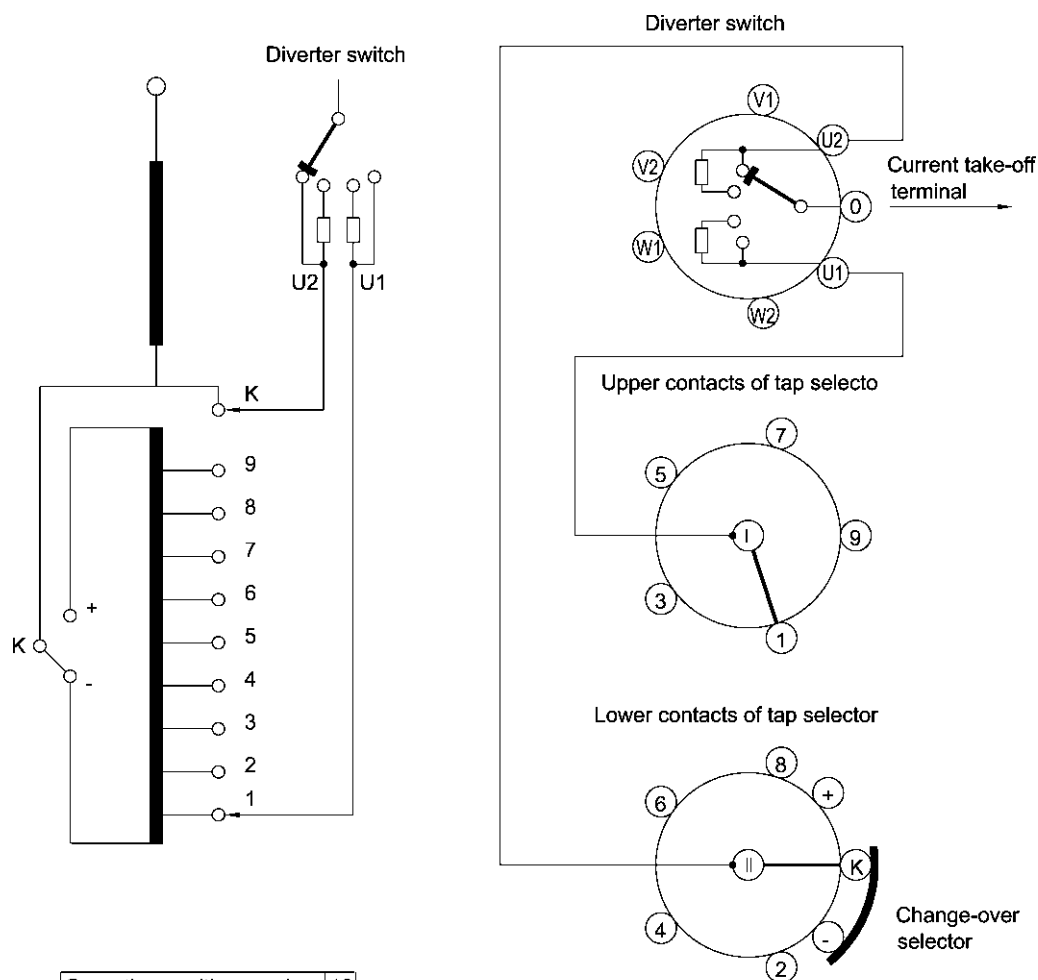 Diverter switch
U2
U1
K
9
8
7
6
5
4
3
2
1
+
K
-
Diverter switch
V1
U2
V2
0
W1
U1
W2
Current take-off
terminal
Upper contacts of tap selecto
7
5
I
9
3
1
Lower contacts of tap selector
8
+
6
II
K
4
-
2
Change-over
selector